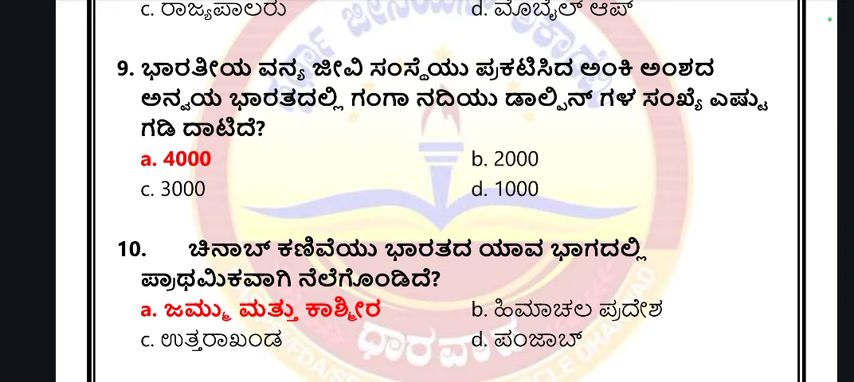 c. ರಾಜ್ಯಪಾಲರು d. ಮೊಬೈಲ್ ಆಪ್
9. ಭಾರತೀಯ ವನ್ಯ ಜೀವಿ ಸಂಸ್ಥೆಯು ಪ್ರಕಟಿಸಿದ ಅಂಕಿ ಅಂಶದ
ಅನ್ವಯ ಭಾರತದಲ್ಲಿ ಗಂಗಾ ನದಿಯು ಡಾಲ್ಫಿನ್ ಗಳ ಸಂಖ್ಯೆ ಎಷ್ಟು
ಗಡಿ ದಾಟಿದೆ?
a. 4000 b. 2000
c. 3000 d. 1000
10. ಚಿನಾಬ್ ಕಣಿವೆಯು ಭಾರತದ ಯಾವ ಭಾಗದಲ್ಲಿ
ಪ್ರಾಥಮಿಕವಾಗಿ ನೆಲೆಗೊಂಡಿದೆ?
a. ಜಮ್ಮು ಮತ್ತು ಕಾಶ್ಮೀರ b. ಹಿಮಾಚಲ ಪ್ರದೇಶ
c. ಉತ್ತರಾಖಂಡ d. ಪಂಜಾಬ್
ಧಾರವಾಡ